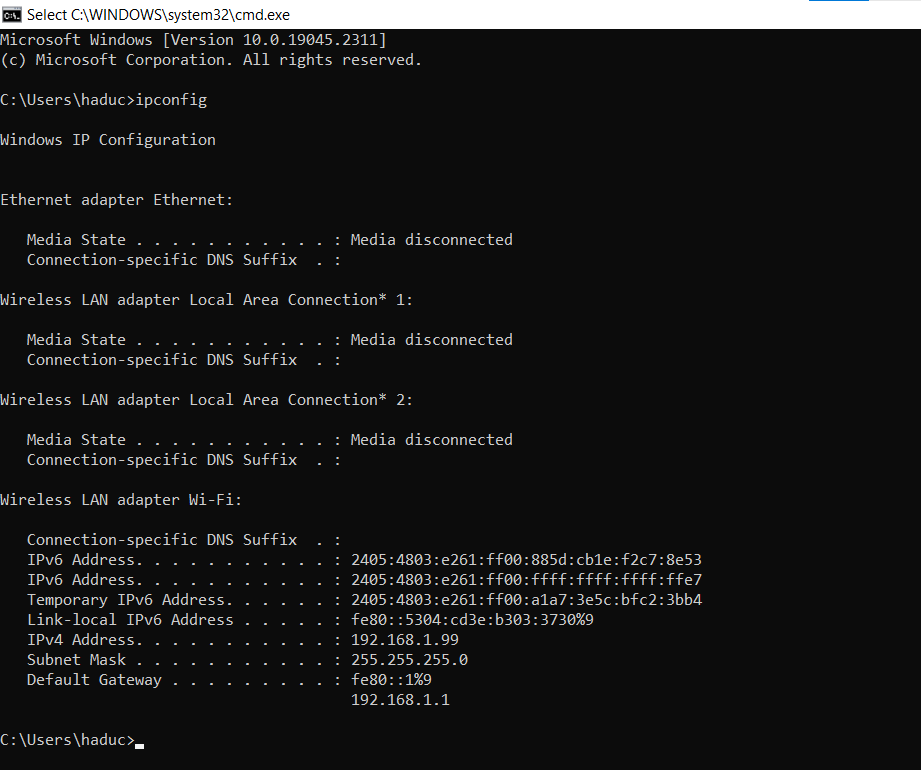 Select C:\WINDOWS\system32\cmd.exe
Microsoft Windows [Version 10.0.19045.2311]
(c) Microsoft Corporation. All rights reserved.
C:\Users\haduc>ipconfig
Windows IP Configuration
Ethernet adapter Ethernet:
   Media State . . . . . . . . . . . : Media disconnected
   Connection-specific DNS Suffix  . :
Wireless LAN adapter Local Area Connection* 1:
   Media State . . . . . . . . . . . : Media disconnected
   Connection-specific DNS Suffix  . :
Wireless LAN adapter Local Area Connection* 2:
   Media State . . . . . . . . . . . : Media disconnected
   Connection-specific DNS Suffix  . :
Wireless LAN adapter Wi-Fi:
   Connection-specific DNS Suffix  . :
   IPv6 Address. . . . . . . . . . . : 2405:4803:e261:ff00:885d:cb1e:f2c7:8e53
   IPv6 Address. . . . . . . . . . . : 2405:4803:e261:ff00:ffff:ffff:ffff:ffe7
   Temporary IPv6 Address. . . . . . : 2405:4803:e261:ff00:a1a7:3e5c:bfc2:3bb4
   Link-local IPv6 Address . . . . . : fe80::5304:cd3e:b303:3730%9
   IPv4 Address. . . . . . . . . . . : 192.168.1.99
   Subnet Mask . . . . . . . . . . . : 255.255.255.0
   Default Gateway . . . . . . . . . : fe80::1%9
                                       192.168.1.1
C:\Users\haduc>